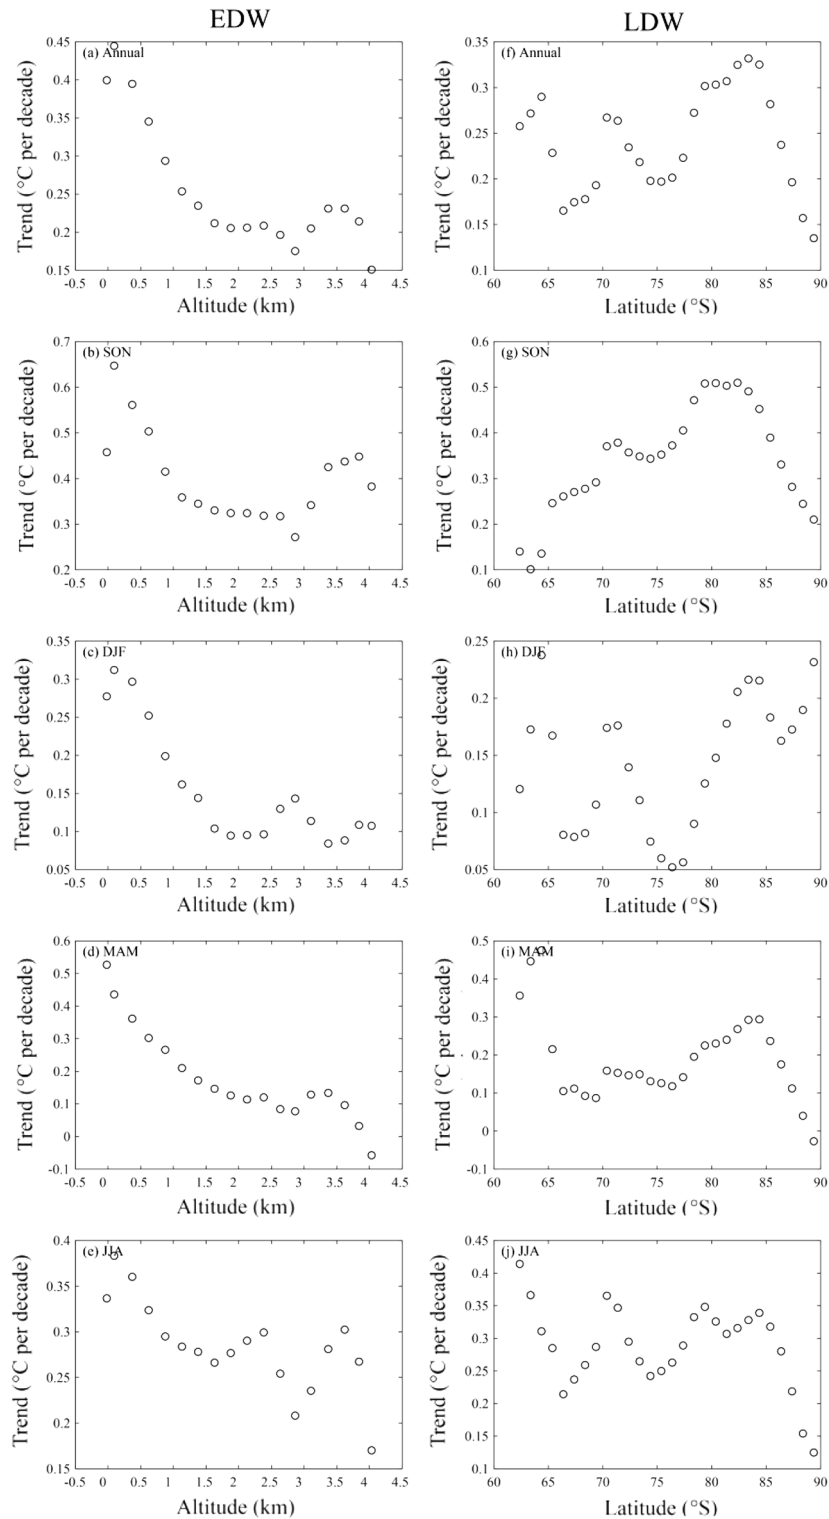 EDW
LDW
(a) Annual
Trend (°C per decade)
0.45
0.4
0.35
0.3
0.25
0.2
0.15
-0.5 0 0.5 1 1.5 2 2.5 3 3.5 4 4.5
Altitude (km)
(f) Annual
Trend (°C per decade)
0.35
0.3
0.25
0.2
0.15
0.1
60 65 70 75 80 85 90
Latitude (°S)
(b) SON
Trend (°C per decade)
0.7
0.6
0.5
0.4
0.3
0.2
-0.5 0 0.5 1 1.5 2 2.5 3 3.5 4 4.5
Altitude (km)
(g) SON
Trend (°C per decade)
0.6
0.5
0.4
0.3
0.2
0.1
60 65 70 75 80 85 90
Latitude (°S)
(c) DJF
Trend (°C per decade)
0.35
0.3
0.25
0.2
0.15
0.1
0.05
-0.5 0 0.5 1 1.5 2 2.5 3 3.5 4 4.5
Altitude (km)
(h) DJF
Trend (°C per decade)
0.25
0.2
0.15
0.1
0.05
60 65 70 75 80 85 90
Latitude (°S)
(d) MAM
Trend (°C per decade)
0.6
0.5
0.4
0.3
0.2
0.1
0
-0.1
-0.5 0 0.5 1 1.5 2 2.5 3 3.5 4 4.5
Altitude (km)
(i) MAM
Trend (°C per decade)
0.5
0.4
0.3
0.2
0.1
0
-0.1
60 65 70 75 80 85 90
Latitude (°S)
(e) JJA
Trend (°C per decade)
0.4
0.35
0.3
0.25
0.2
0.15
-0.5 0 0.5 1 1.5 2 2.5 3 3.5 4 4.5
Altitude (km)
(j) JJA
Trend (°C per decade)
0.45
0.4
0.35
0.3
0.25
0.2
0.15
0.1
60 65 70 75 80 85 90
Latitude (°S)